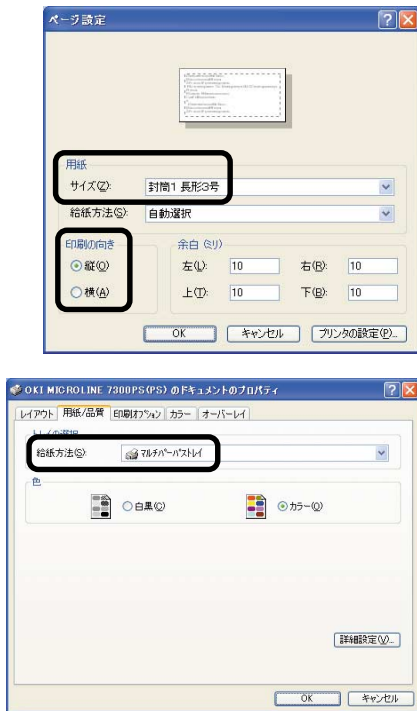 ページ設定
用紙
サイズ(Z): 封筒1 長形3号
給紙方法(S): 自動選択
印刷の向き 余白 (ミリ)
縦(O) 左(L): 10 右(R): 10
横(A) 上(T): 10 下(B): 10
OK キャンセル プリンタの設定(P)...
OKI MICROLINE 7300PS(PS) のドキュメントのプロパティ
レイアウト 用紙/品質 印刷オプション カラー オーバーレイ
トレイの選択
給紙方法(S): マルチパーパストレイ
色
白黒(C) カラー(O)
詳細設定(V)...
OK キャンセル